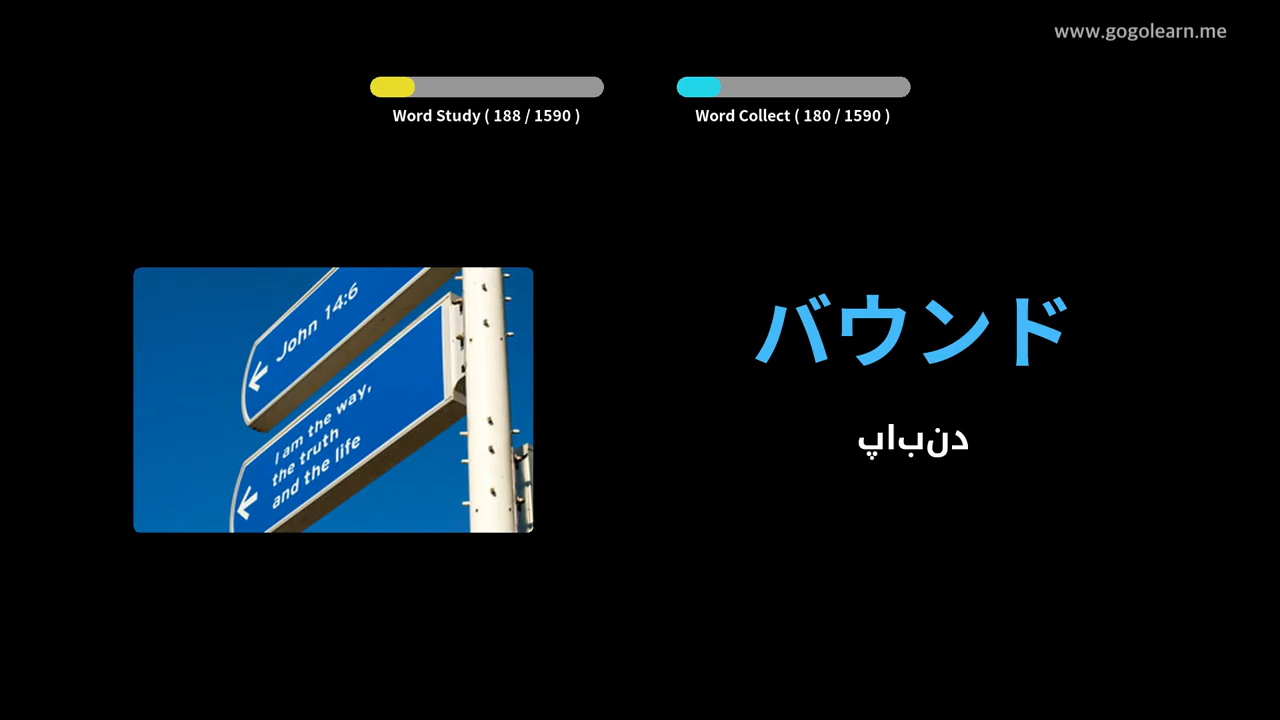 www.gogolearn.me
Word Study ( 188 / 1590 )
Word Collect ( 180 / 1590 )
John 14:6
I am the way,
the truth
and the life
バウンド
دنباپ